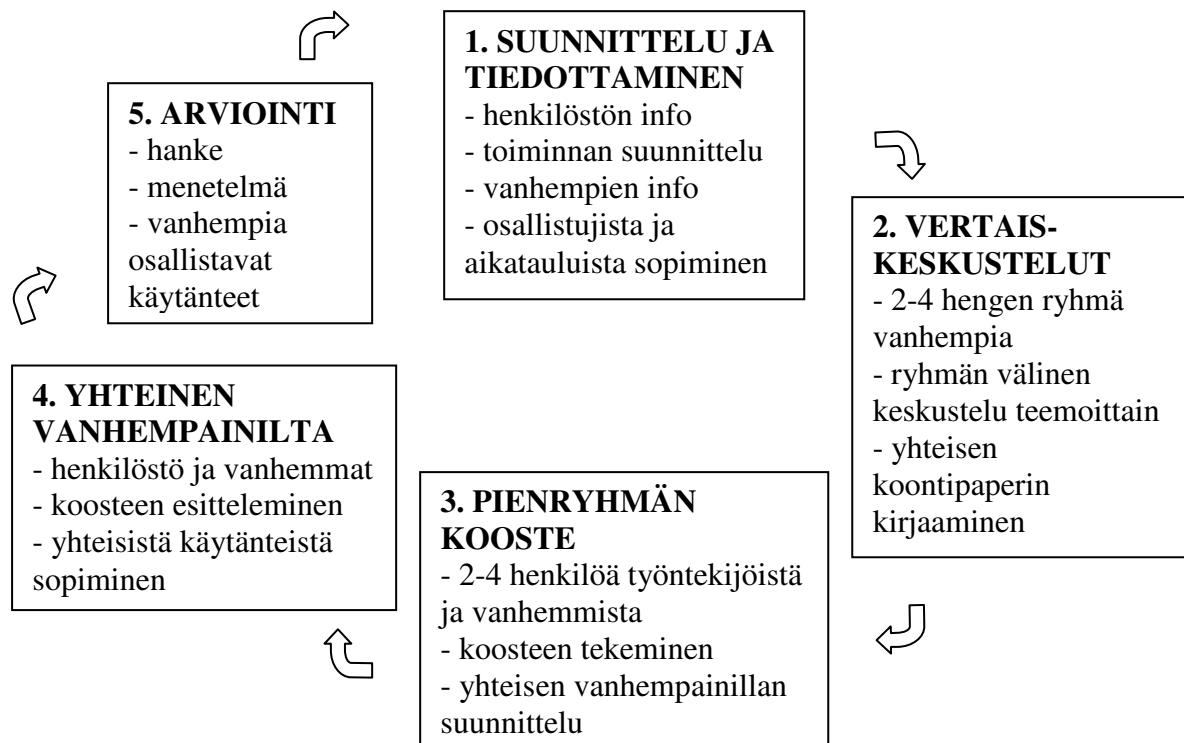 1. SUUNNITTELU JA
TIEDOTTAMINEN
- henkilöstön info
- toiminnan suunnittelu
- vanhempien info
- osallistujista ja
aikatauluista sopiminen
2. VERTAIS-
KESKUSTELUT
- 2-4 hengen ryhmä
vanhempia
- ryhmän välinen
keskustelu teemoittain
- yhteisen
koontipaperin
kirjaaminen
3. PIENRYHMÄN
KOOSTE
- 2-4 henkilöä työntekijöistä
ja vanhemmista
- koosteen tekeminen
- yhteisen vanhempainillan
suunnittelu
4. YHTEINEN
VANHEMPAINILTA
- henkilöstö ja vanhemmat
- koosteen esitteleminen
- yhteisistä käytänteistä
sopiminen
5. ARVIOINTI
- hanke
- menetelmä
- vanhempia
osallistavat
käytänteet